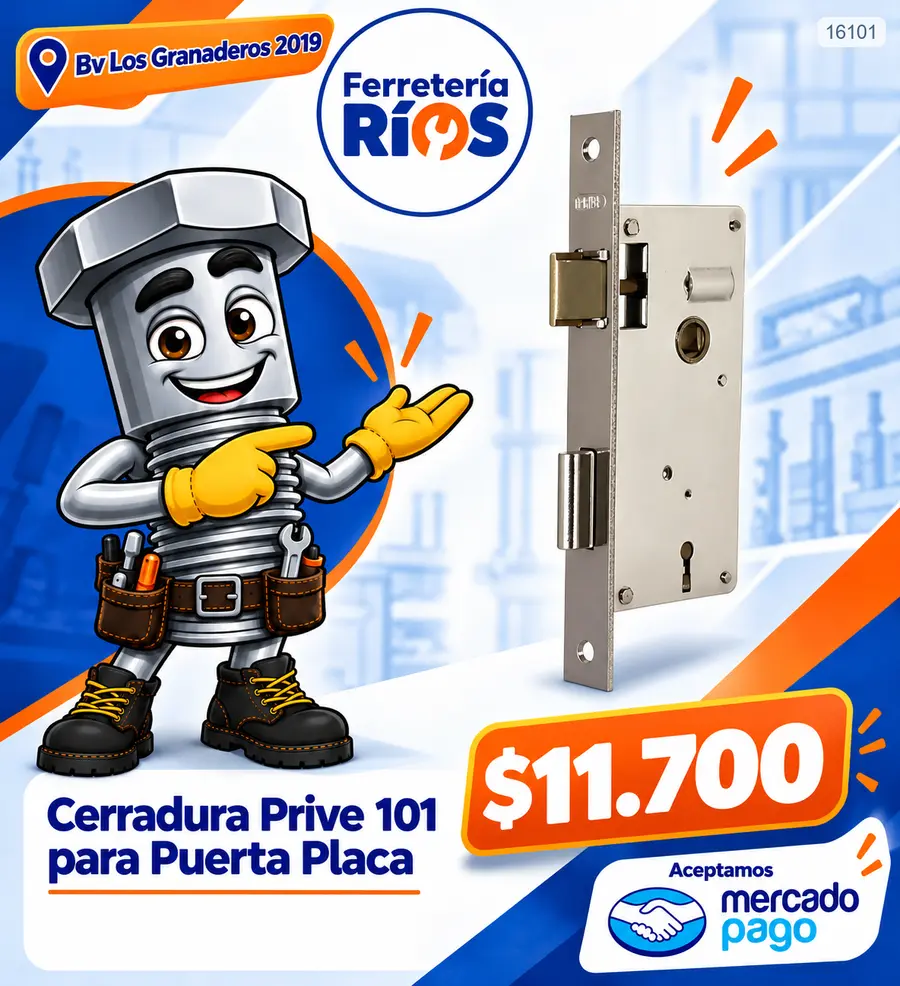 Bv Los Granaderos 2019
Ferretería
RíOS
16101
$11.700
Cerradura Prive 101
para Puerta Placa
Aceptamos
mercado
pago